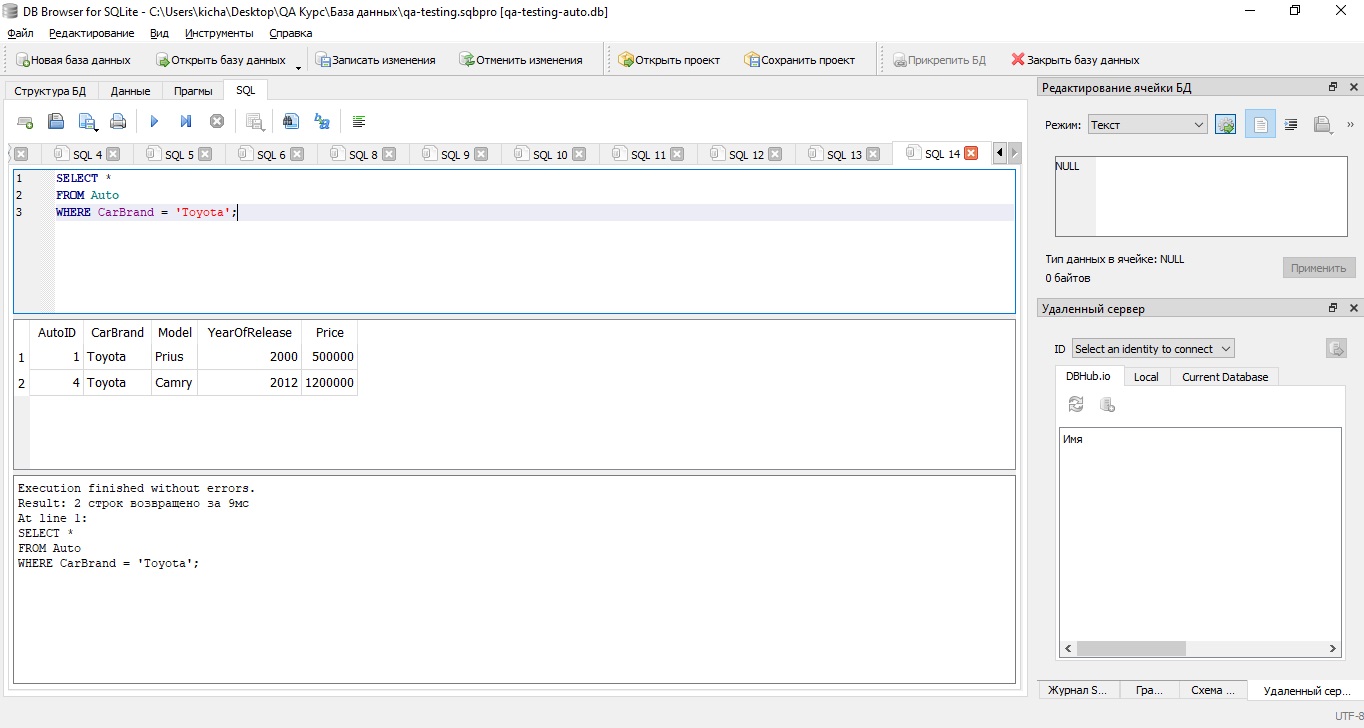 DB Browser for SQLite - C:\Users\kicha\Desktop\QA Курс\База данных\qa-testing.sqbpro [qa-testing-auto.db]
Файл Редактирование Вид Инструменты Справка
Новая база данных Открыть базу данных Записать изменения Отменить изменения Открыть проект Сохранить проект Прикрепить БД Закрыть базу данных
Структура БД Данные Прагмы SQL
SQL 4 SQL 5 SQL 6 SQL 8 SQL 9 SQL 10 SQL 11 SQL 12 SQL 13 SQL 14
1 SELECT *
2 FROM Auto
3 WHERE CarBrand = 'Toyota';
AutoID CarBrand Model YearOfRelease Price
1 1 Toyota Prius 2000 500000
2 4 Toyota Camry 2012 1200000
Execution finished without errors.
Result: 2 строк возвращено за 9мс
At line 1:
SELECT *
FROM Auto
WHERE CarBrand = 'Toyota';
Редактирование ячейки БД
Режим: Текст
NULL
Тип данных в ячейке: NULL
0 байтов
Применить
Удаленный сервер
ID Select an identity to connect
DBHub.io Local Current Database
Имя
Журнал S... Гра... Схема ... Удаленный сер...
UTF-8